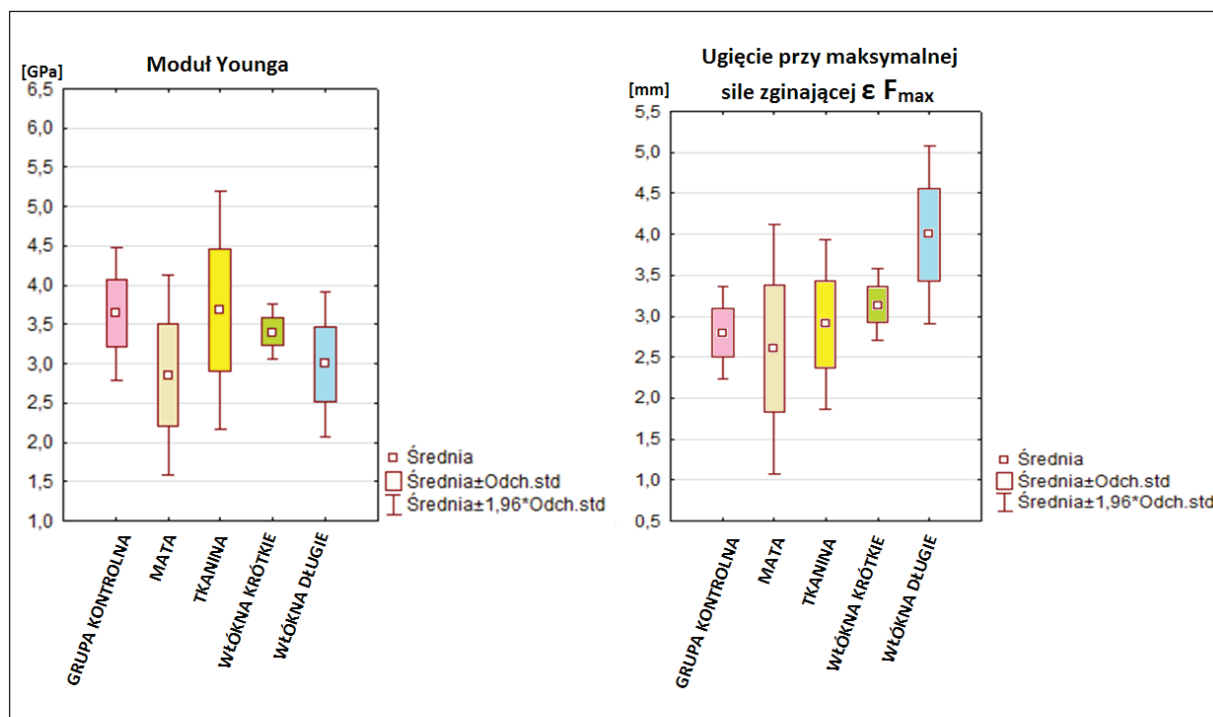 Moduł Younga
[GPa]
6,5
6,0
5,5
5,0
4,5
4,0
3,5
3,0
2,5
2,0
1,5
1,0
GRUPA KONTROLNA
MATA
TKANINA
WŁÓKNA KRÓTKIE
WŁÓKNA DŁUGIE
Średnia
Średnia±Odch.std
Średnia±1,96*Odch.std
Ugięcie przy maksymalnej
sile zginającej ε Fmax
[mm]
5,5
5,0
4,5
4,0
3,5
3,0
2,5
2,0
1,5
1,0
0,5
GRUPA KONTROLNA
MATA
TKANINA
WŁÓKNA KRÓTKIE
WŁÓKNA DŁUGIE
Średnia
Średnia±Odch.std
Średnia±1,96*Odch.std